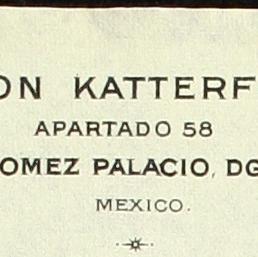 ON KATTERF
APARTADO 58
OMEZ PALACIO, DG
MEXICO.